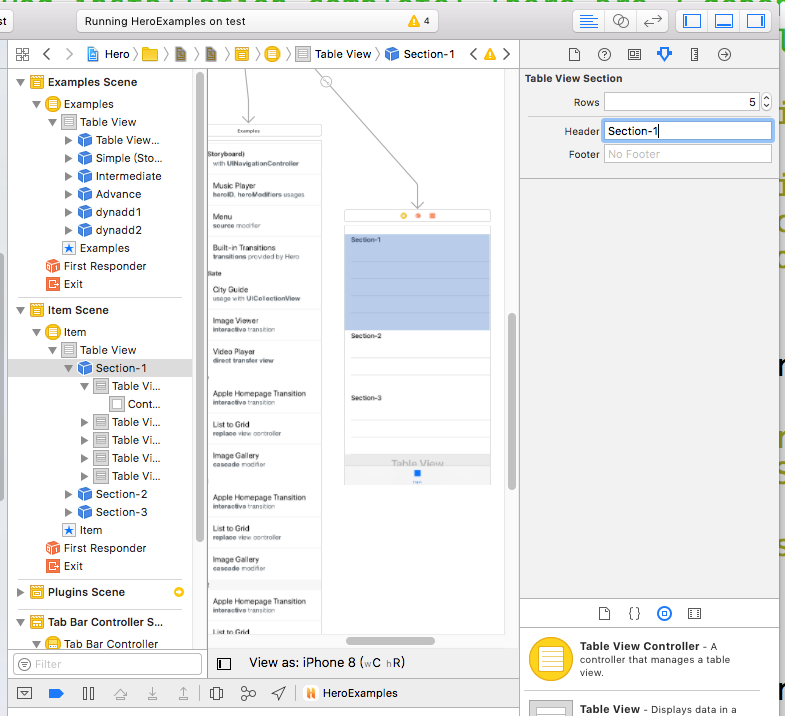 Running HeroExamples on test
4
Hero
Table View
Section-1
Examples Scene
Examples
Table View
Table View...
Simple (Sto...
Intermediate
Advance
dynadd1
dynadd2
Examples
First Responder
Exit
Item Scene
Item
Table View
Section-1
Table Vi...
Cont...
Table Vi...
Table Vi...
Table Vi...
Table Vi...
Section-2
Section-3
Item
First Responder
Exit
Plugins Scene
Tab Bar Controller S...
Tab Bar Controller
Filter
Examples
Storyboard)
with UINavigationController
Music Player
heroID, heroModifiers usages
Menu
source modifier
Built-in Transitions
transitions provided by Hero
diate
City Guide
usage with UICollectionView
Image Viewer
interactive transition
Video Player
direct transfer view
Apple Homepage Transition
interactive transition
List to Grid
replace view controller
Image Gallery
cascade modifier
Apple Homepage Transition
interactive transition
List to Grid
replace view controller
Image Gallery
cascade modifier
Apple Homepage Transition
interactive transition
List to Grid
Section-1
Section-2
Section-3
Table View
View as: iPhone 8 (wC hR)
HeroExamples
Table View Section
Rows
5
Header
Section-1
Footer
No Footer
{}
Table View Controller - A
controller that manages a table
view.
Table View - Displays data in a